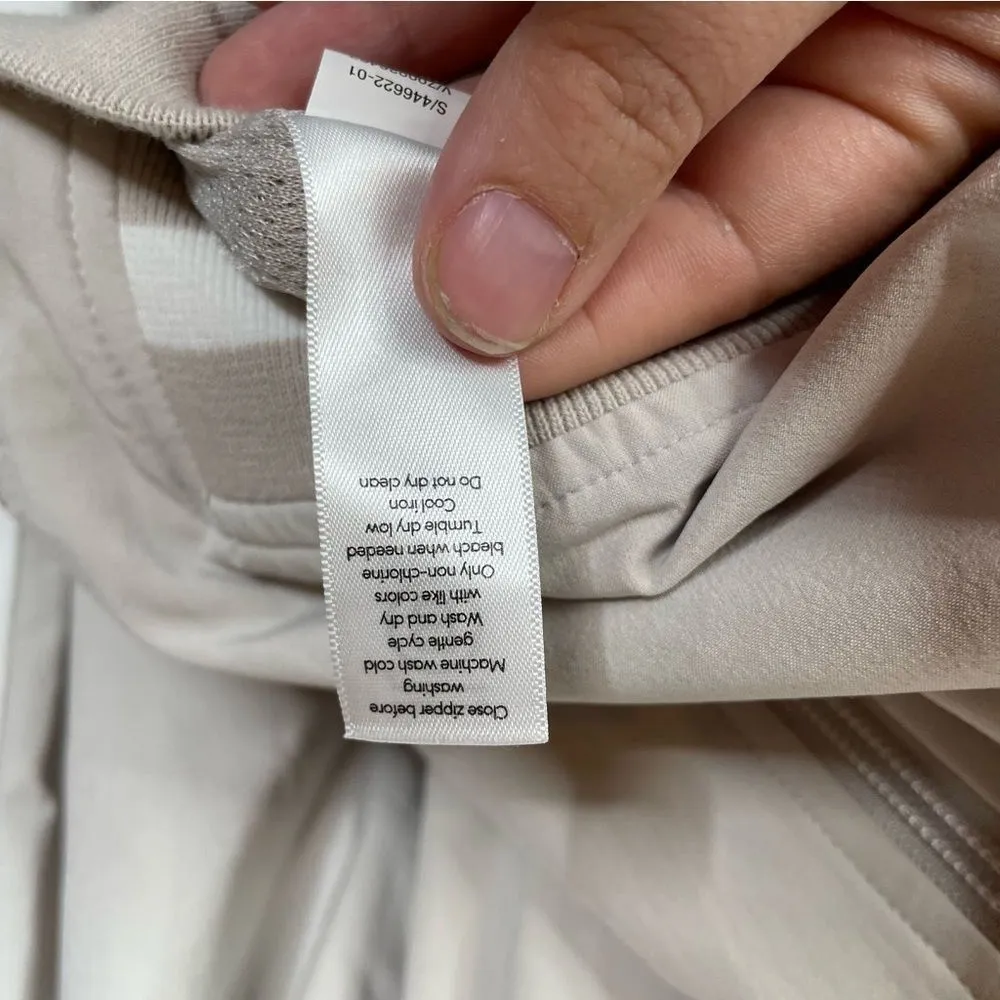 Close zipper before
washing
Machine wash cold
gentle cycle
Wash and dry
with like colors
Only non-chlorine
bleach when needed
Tumble dry low
Cool iron
Do not dry clean
S/446622-01